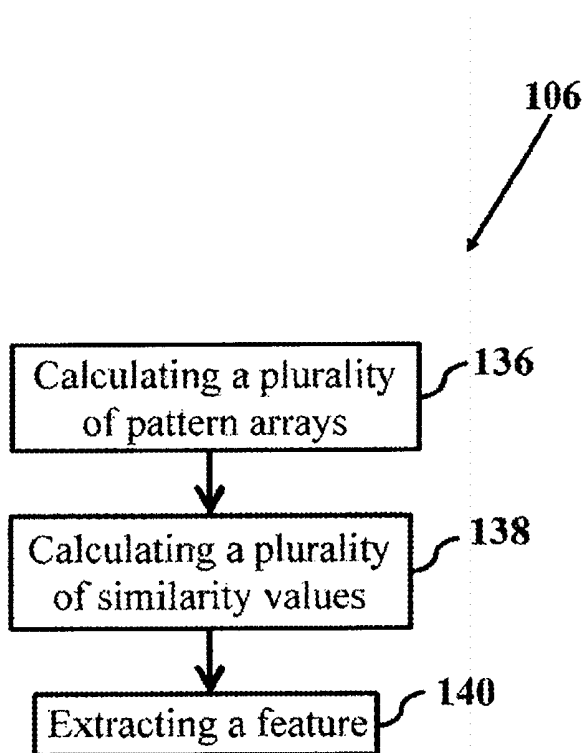 106
Calculating a plurality
of pattern arrays
136
Calculating a plurality
of similarity values
138
Extracting a feature
140